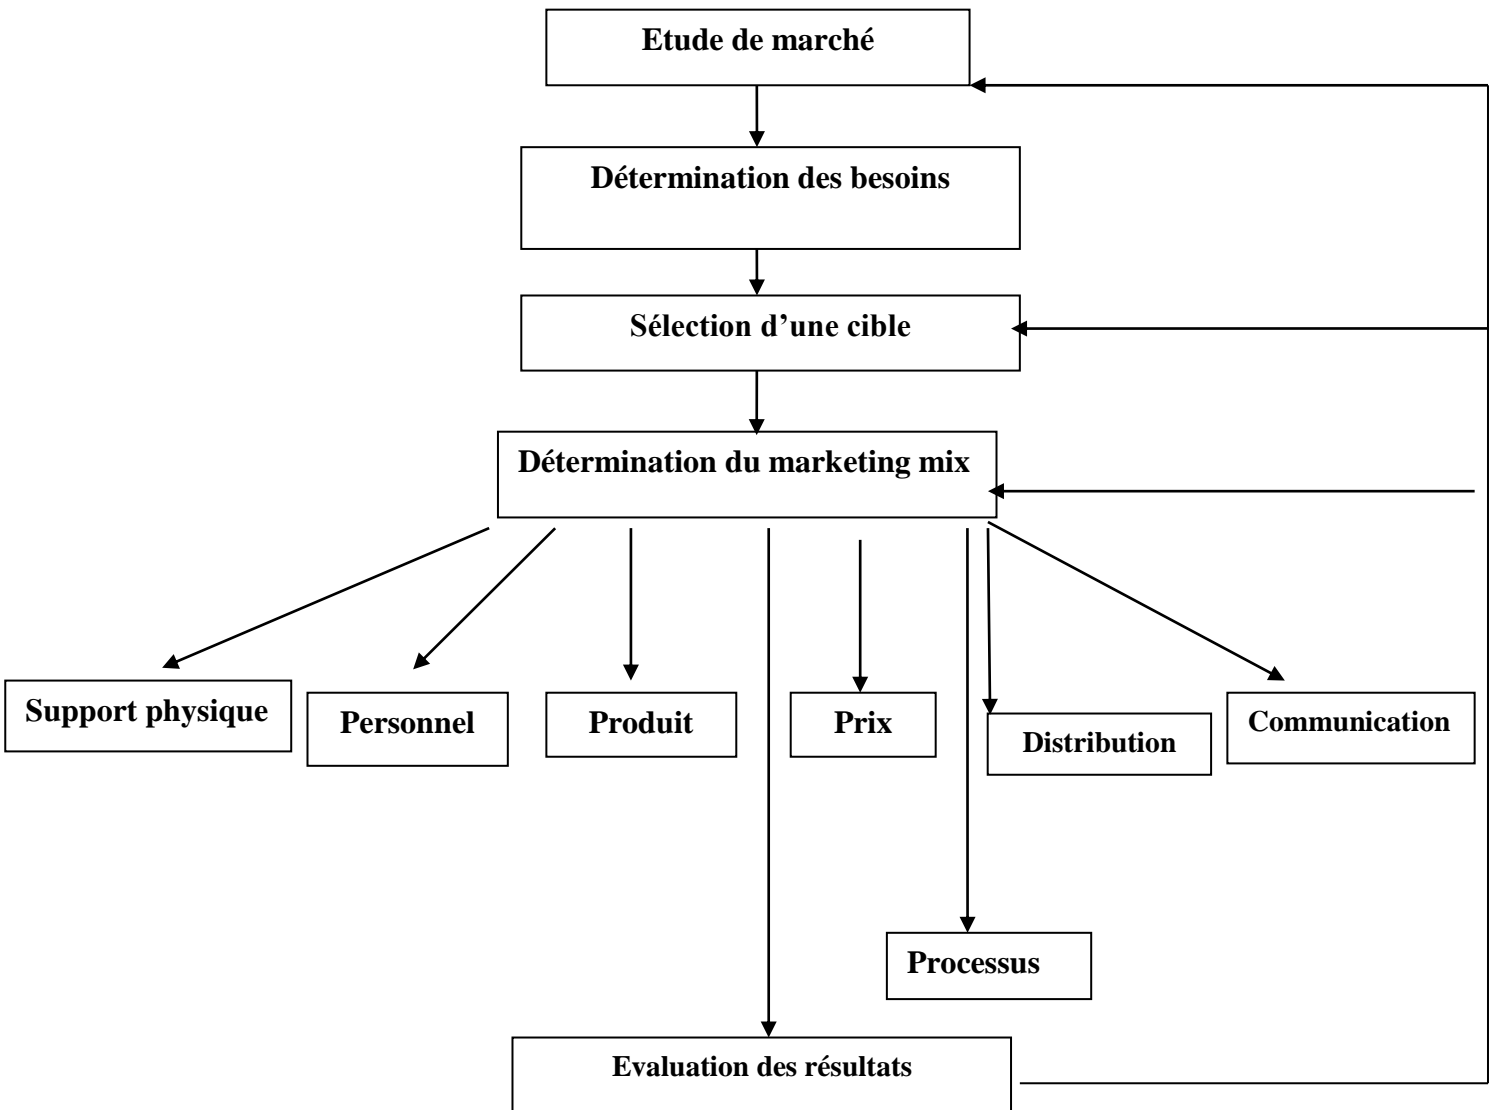 Etude de marché
Détermination des besoins
Sélection d’une cible
Détermination du marketing mix
Support physique
Personnel
Produit
Prix
Distribution
Communication
Processus
Evaluation des résultats